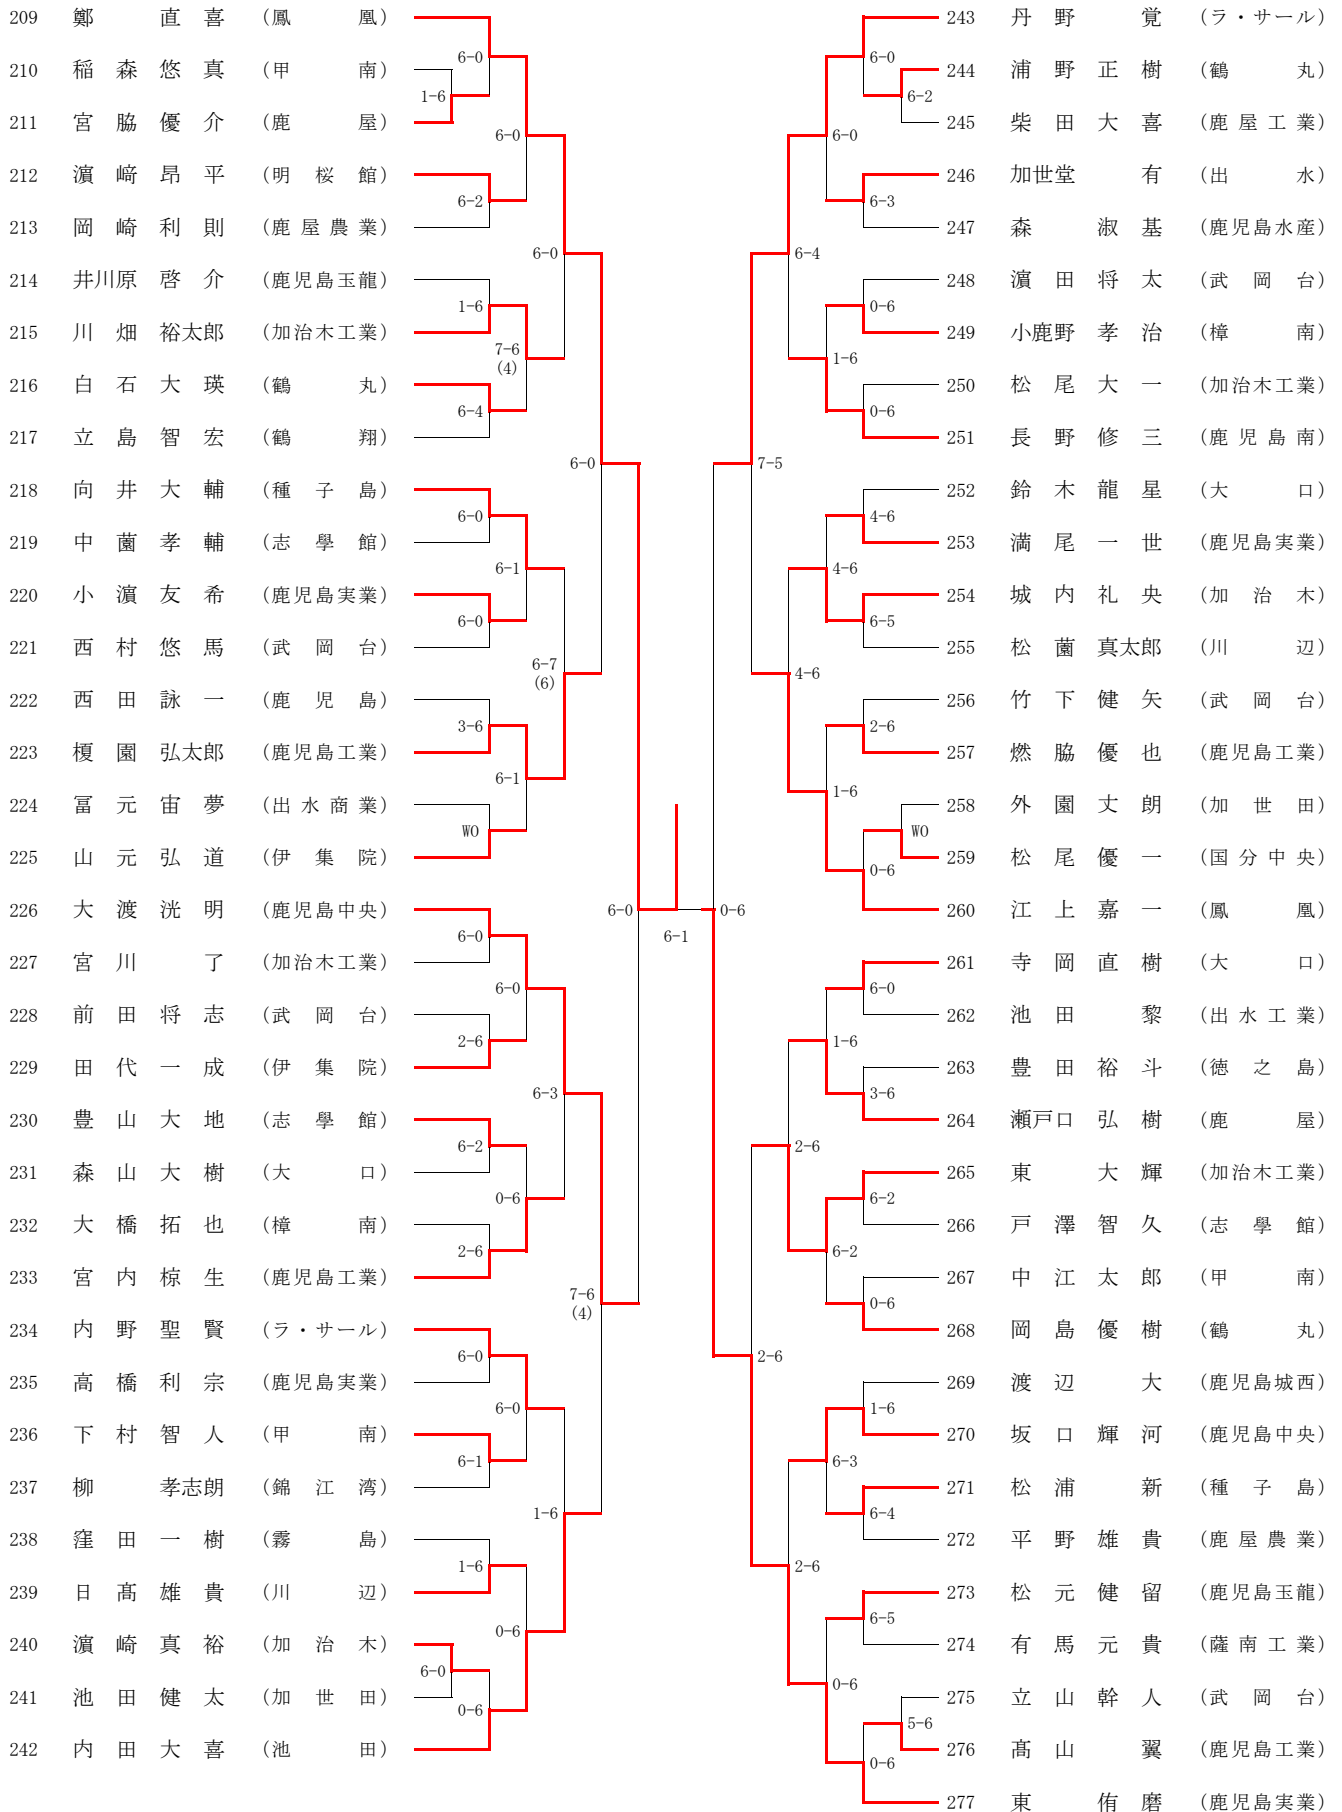 209 鄭 直喜 (鳳凰)
6-0
210 稲森悠真 (甲南)
1-6
211 宮脇優介 (鹿屋)
6-0
212 濵﨑昂平 (明桜館)
6-2
213 岡崎利則 (鹿屋農業)
6-0
214 井川原啓介 (鹿児島玉龍)
1-6
215 川畑裕太郎 (加治木工業)
7-6
(4)
216 白石大瑛 (鶴丸)
6-4
217 立島智宏 (鶴翔)
6-0
218 向井大輔 (種子島)
6-0
219 中薗孝輔 (志學館)
6-1
220 小濵友希 (鹿児島実業)
6-0
221 西村悠馬 (武岡台)
6-7
(6)
222 西田詠一 (鹿児島)
3-6
223 榎園弘太郎 (鹿児島工業)
6-1
224 冨元宙夢 (出水商業)
WO
225 山元弘道 (伊集院)
226 大渡洸明 (鹿児島中央)
6-0
6-0
227 宮川 了 (加治木工業)
6-0
228 前田将志 (武岡台)
2-6
229 田代一成 (伊集院)
6-3
230 豊山大地 (志學館)
6-2
231 森山大樹 (大口)
0-6
232 大橋拓也 (樟南)
2-6
233 宮内椋生 (鹿児島工業)
7-6
(4)
234 内野聖賢 (ラ・サール)
6-0
235 高橋利宗 (鹿児島実業)
6-0
236 下村智人 (甲南)
6-1
237 柳 孝志朗 (錦江湾)
1-6
238 窪田一樹 (霧島)
1-6
239 日髙雄貴 (川辺)
0-6
240 濵崎真裕 (加治木)
6-0
241 池田健太 (加世田)
0-6
242 内田大喜 (池田)
6-1
243 丹野 覚 (ラ・サール)
6-0
244 浦野正樹 (鶴丸)
6-2
245 柴田大喜 (鹿屋工業)
6-0
246 加世堂 有 (出水)
6-3
247 森 淑基 (鹿児島水産)
6-4
248 濵田将太 (武岡台)
0-6
249 小鹿野孝治 (樟南)
1-6
250 松尾大一 (加治木工業)
0-6
251 長野修三 (鹿児島南)
7-5
252 鈴木龍星 (大口)
4-6
253 満尾一世 (鹿児島実業)
4-6
254 城内礼央 (加治木)
6-5
255 松薗真太郎 (川辺)
4-6
256 竹下健矢 (武岡台)
2-6
257 燃脇優也 (鹿児島工業)
1-6
258 外園丈朗 (加世田)
WO
259 松尾優一 (国分中央)
0-6
260 江上嘉一 (鳳凰)
0-6
261 寺岡直樹 (大口)
6-0
262 池田 黎 (出水工業)
1-6
263 豊田裕斗 (徳之島)
3-6
264 瀬戸口弘樹 (鹿屋)
2-6
265 東 大輝 (加治木工業)
6-2
266 戸澤智久 (志學館)
6-2
267 中江太郎 (甲南)
0-6
268 岡島優樹 (鶴丸)
2-6
269 渡辺 大 (鹿児島城西)
1-6
270 坂口輝河 (鹿児島中央)
6-3
271 松浦 新 (種子島)
6-4
272 平野雄貴 (鹿屋農業)
2-6
273 松元健留 (鹿児島玉龍)
6-5
274 有馬元貴 (薩南工業)
0-6
275 立山幹人 (武岡台)
5-6
276 髙山 翼 (鹿児島工業)
0-6
277 東 侑磨 (鹿児島実業)